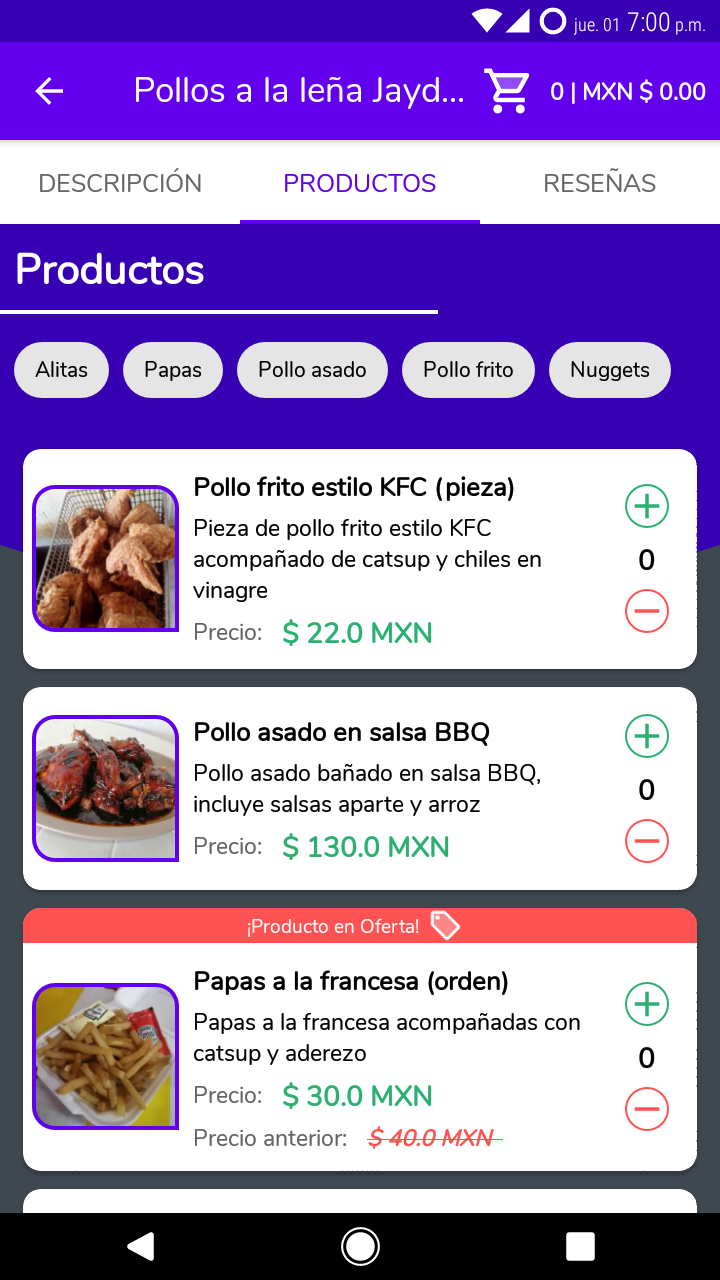 jue. 01 7:00 p.m.
Pollos a la leña Jayd... 0 | MXN $ 0.00
DESCRIPCIÓN PRODUCTOS RESEÑAS
Productos
Alitas Papas Pollo asado Pollo frito Nuggets
Pollo frito estilo KFC (pieza)
Pieza de pollo frito estilo KFC
acompañado de catsup y chiles en
vinagre
Precio: $ 22.0 MXN
0
Pollo asado en salsa BBQ
Pollo asado bañado en salsa BBQ,
incluye salsas aparte y arroz
Precio: $ 130.0 MXN
0
¡Producto en Oferta!
Papas a la francesa (orden)
Papas a la francesa acompañadas con
catsup y aderezo
Precio: $ 30.0 MXN
Precio anterior: $ 40.0 MXN
0